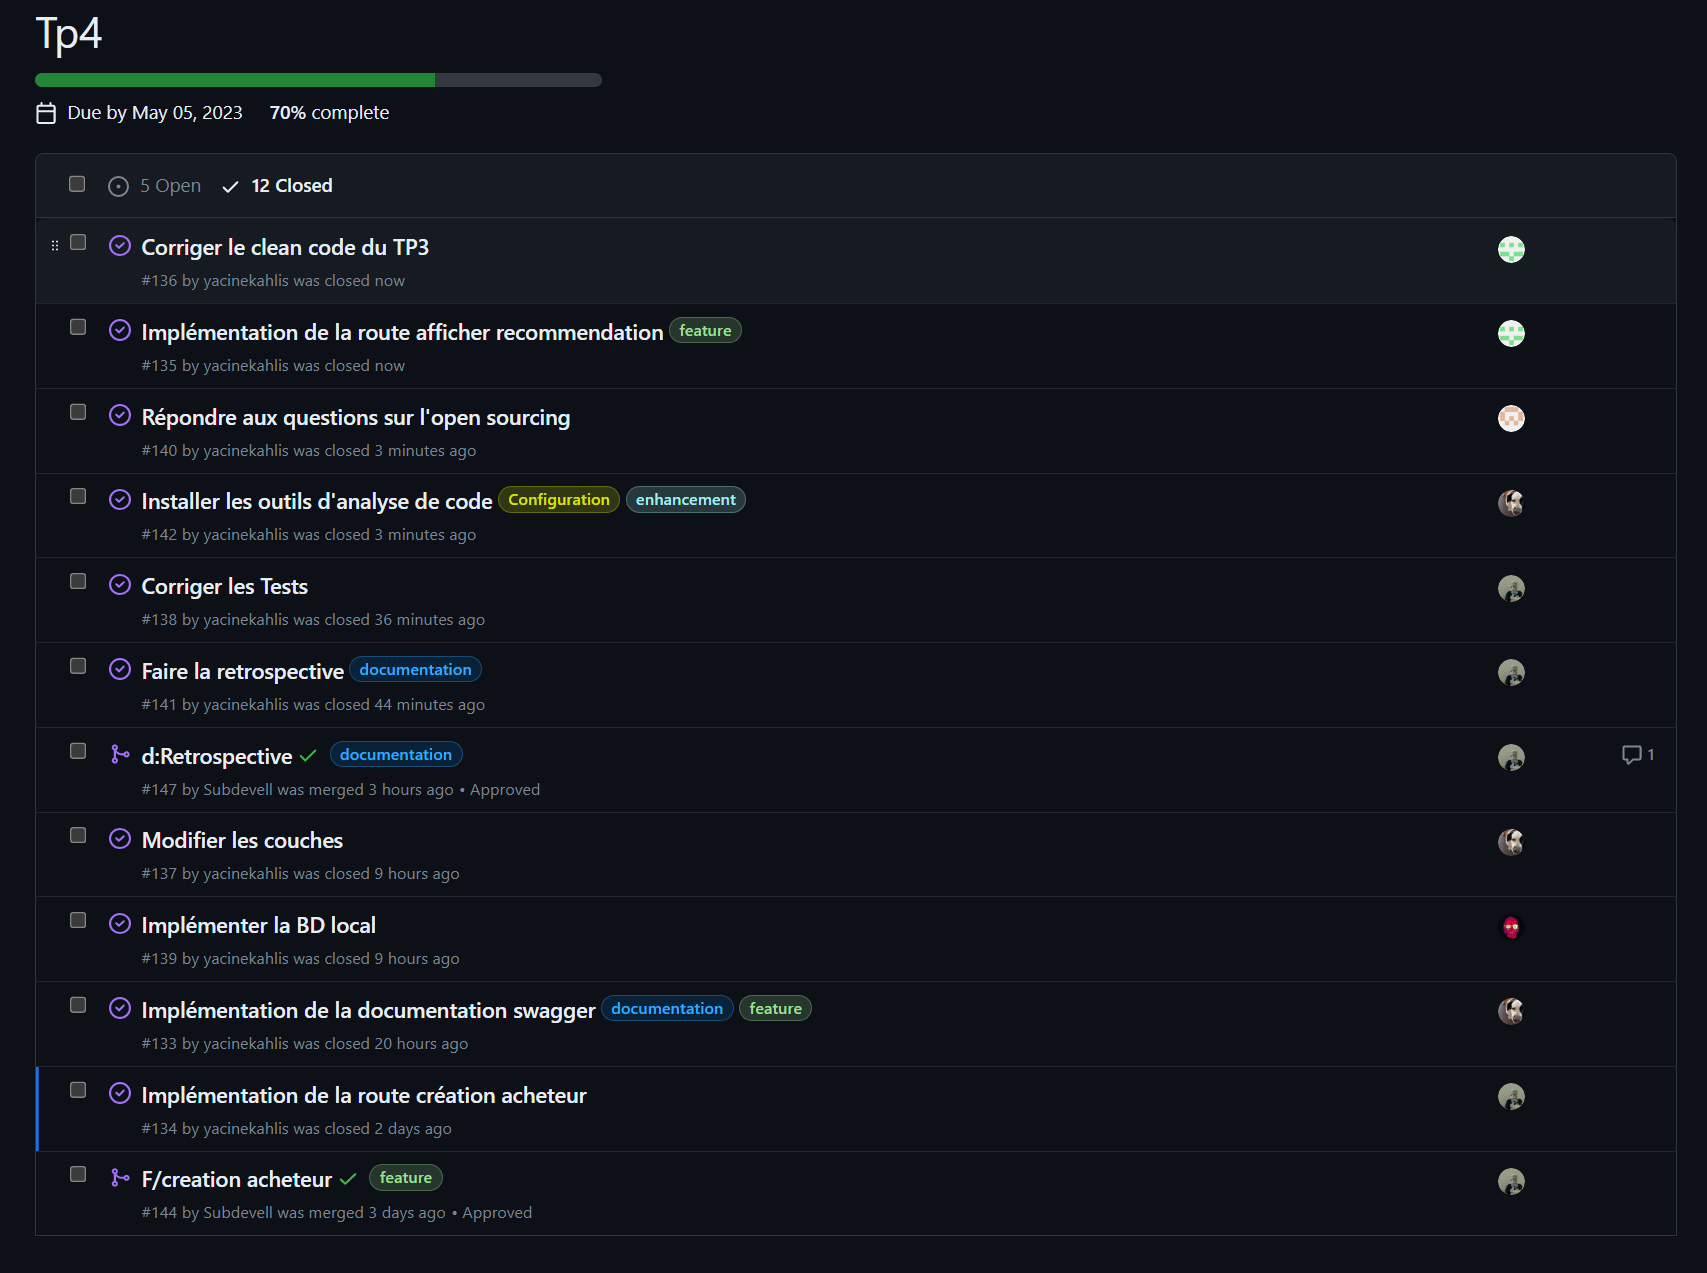 Tp4
Due by May 05, 2023 70% complete
5 Open 12 Closed
Corriger le clean code du TP3
#136 by yacinekahlis was closed now
Implémentation de la route afficher recommendation feature
#135 by yacinekahlis was closed now
Répondre aux questions sur l'open sourcing
#140 by yacinekahlis was closed 3 minutes ago
Installer les outils d'analyse de code Configuration enhancement
#142 by yacinekahlis was closed 3 minutes ago
Corriger les Tests
#138 by yacinekahlis was closed 36 minutes ago
Faire la retrospective documentation
#141 by yacinekahlis was closed 44 minutes ago
d:Retrospective documentation 1
#147 by Subdevell was merged 3 hours ago • Approved
Modifier les couches
#137 by yacinekahlis was closed 9 hours ago
Implémenter la BD local
#139 by yacinekahlis was closed 9 hours ago
Implémentation de la documentation swagger documentation feature
#133 by yacinekahlis was closed 20 hours ago
Implémentation de la route création acheteur
#134 by yacinekahlis was closed 2 days ago
F/creation acheteur feature
#144 by Subdevell was merged 3 days ago • Approved